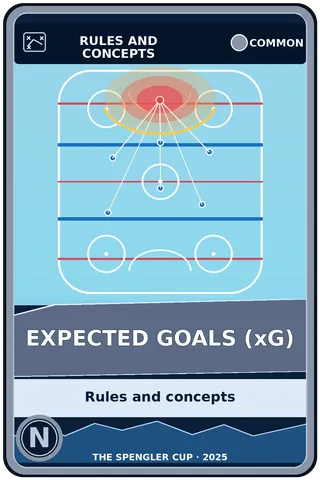 RULES AND
CONCEPTS
COMMON
EXPECTED GOALS (xG)
Rules and concepts
N
THE SPENGLER CUP · 2025